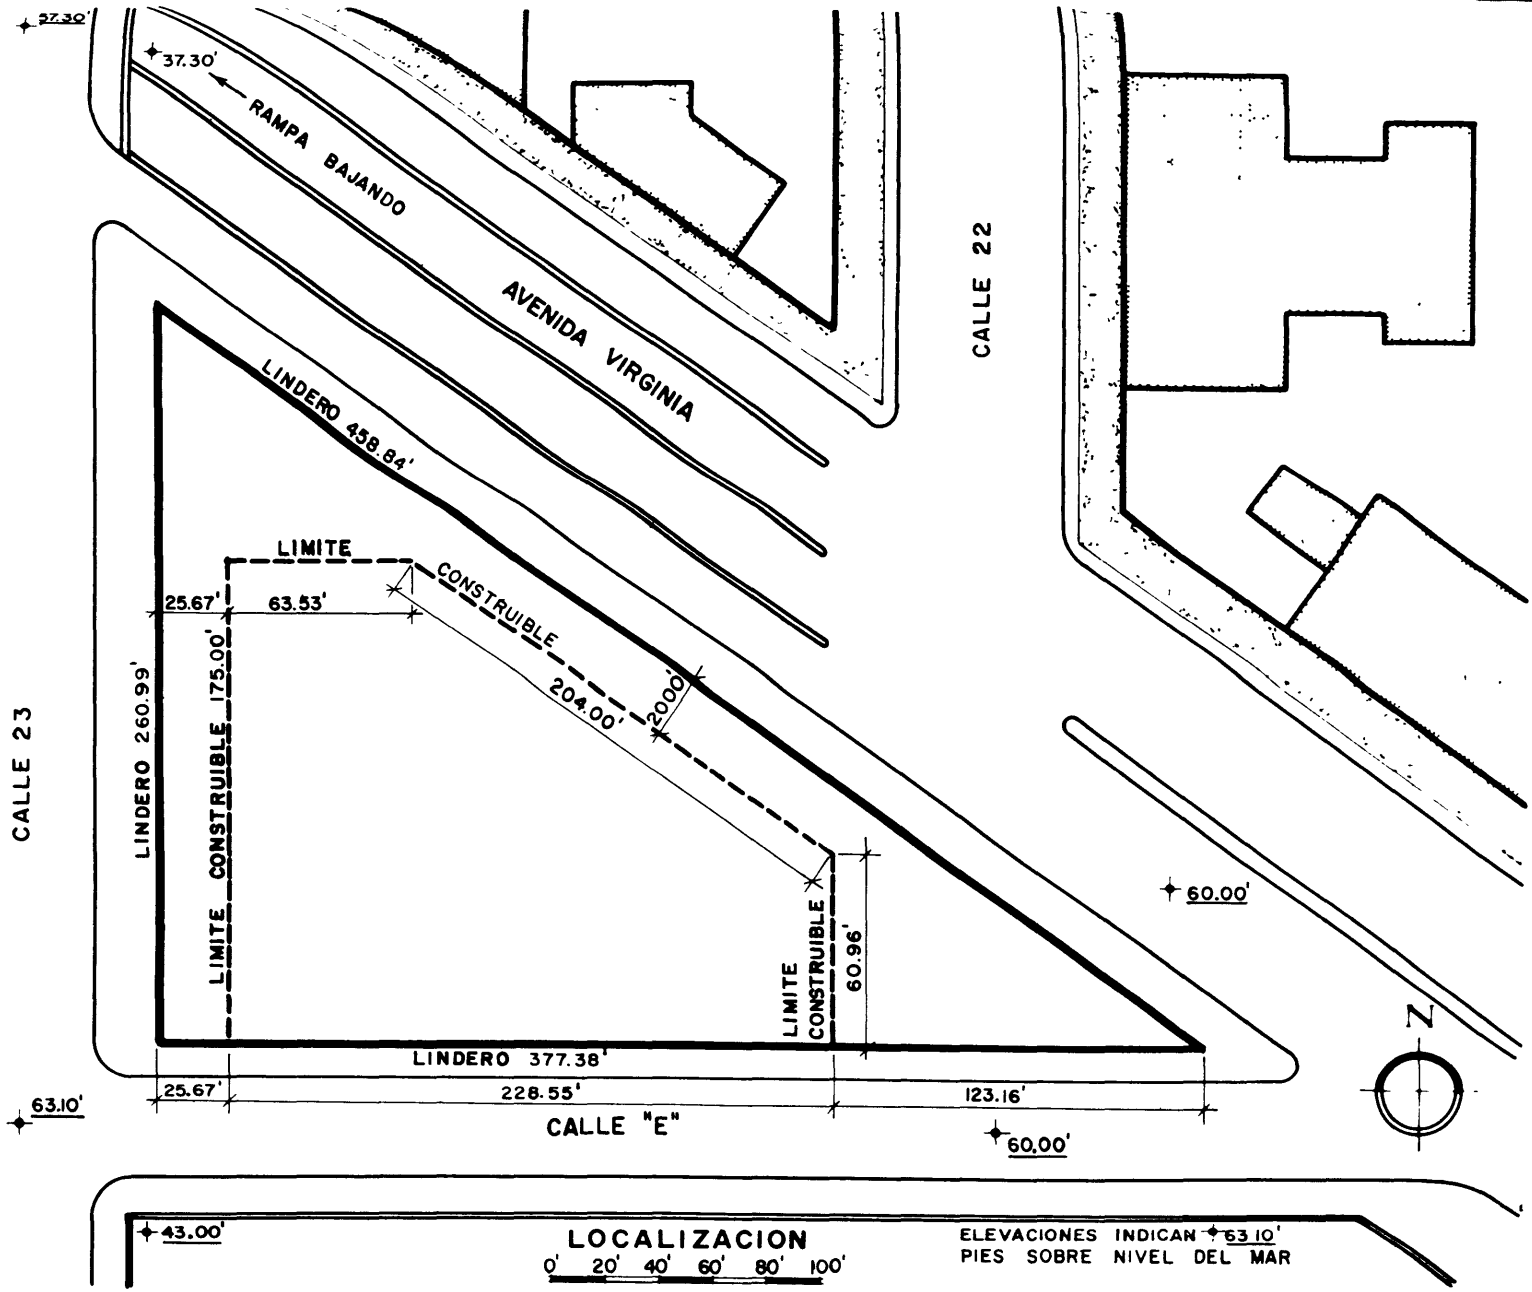 57.30'
37.30'
RAMPA BAJANDO
AVENIDA VIRGINIA
CALLE 22
LINDERO 458.84'
LIMITE
CONSTRUIBLE
25.67'
63.53'
204.00'
2000'
LINDERO 260.99'
LIMITE CONSTRUIBLE 175.00'
CALLE 23
60.00'
LIMITE
CONSTRUIBLE
60.96'
N
LINDERO 377.38'
25.67'
228.55'
123.16'
63.10'
CALLE "E"
60.00'
43.00'
LOCALIZACION
0' 20' 40' 60' 80' 100'
ELEVACIONES INDICAN 63 10'
PIES SOBRE NIVEL DEL MAR